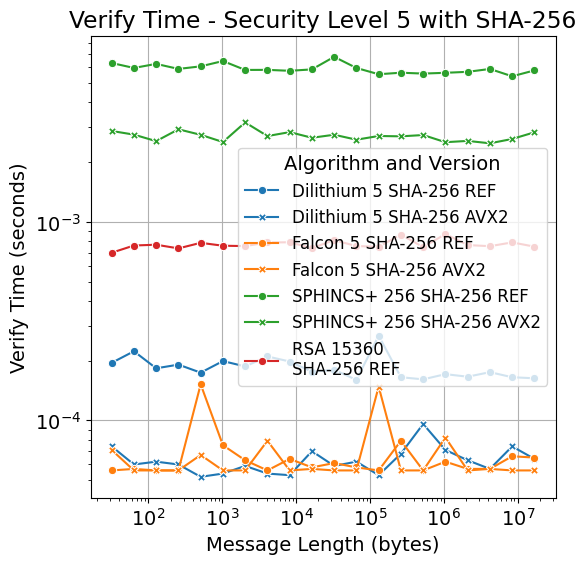 Verify Time - Security Level 5 with SHA-256
Verify Time (seconds)
10⁻³
10⁻⁴
Algorithm and Version
Dilithium 5 SHA-256 REF
Dilithium 5 SHA-256 AVX2
Falcon 5 SHA-256 REF
Falcon 5 SHA-256 AVX2
SPHINCS+ 256 SHA-256 REF
SPHINCS+ 256 SHA-256 AVX2
RSA 15360
SHA-256 REF
10² 10³ 10⁴ 10⁵ 10⁶ 10⁷
Message Length (bytes)